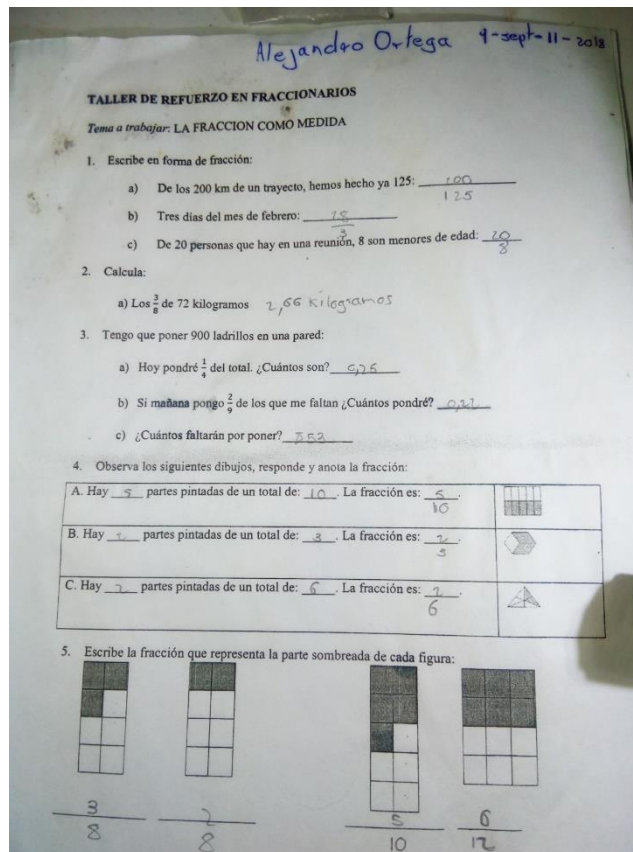 Alejandro Ortega 9-sept-11-2018
TALLER DE REFUERZO EN FRACCIONARIOS
Tema a trabajar: LA FRACCION COMO MEDIDA
1. Escribe en forma de fracción:
a) De los 200 km de un trayecto, hemos hecho ya 125: 200/125
b) Tres días del mes de febrero: 28/3
c) De 20 personas que hay en una reunión, 8 son menores de edad: 20/8
2. Calcula:
a) Los 3/8 de 72 kilogramos 2,66 Kilogramos
3. Tengo que poner 900 ladrillos en una pared:
a) Hoy pondré 1/4 del total. ¿Cuántos son? 0,25
b) Si mañana pongo 2/9 de los que me faltan ¿Cuántos pondré? 0,22
c) ¿Cuántos faltarán por poner?
4. Observa los siguientes dibujos, responde y anota la fracción:
A. Hay 5 partes pintadas de un total de: 10. La fracción es: 5/10.
B. Hay 2 partes pintadas de un total de: 3. La fracción es: 2/3.
C. Hay 2 partes pintadas de un total de: 6. La fracción es: 2/6.
5. Escribe la fracción que representa la parte sombreada de cada figura:
3/8 2/8 5/10 6/12